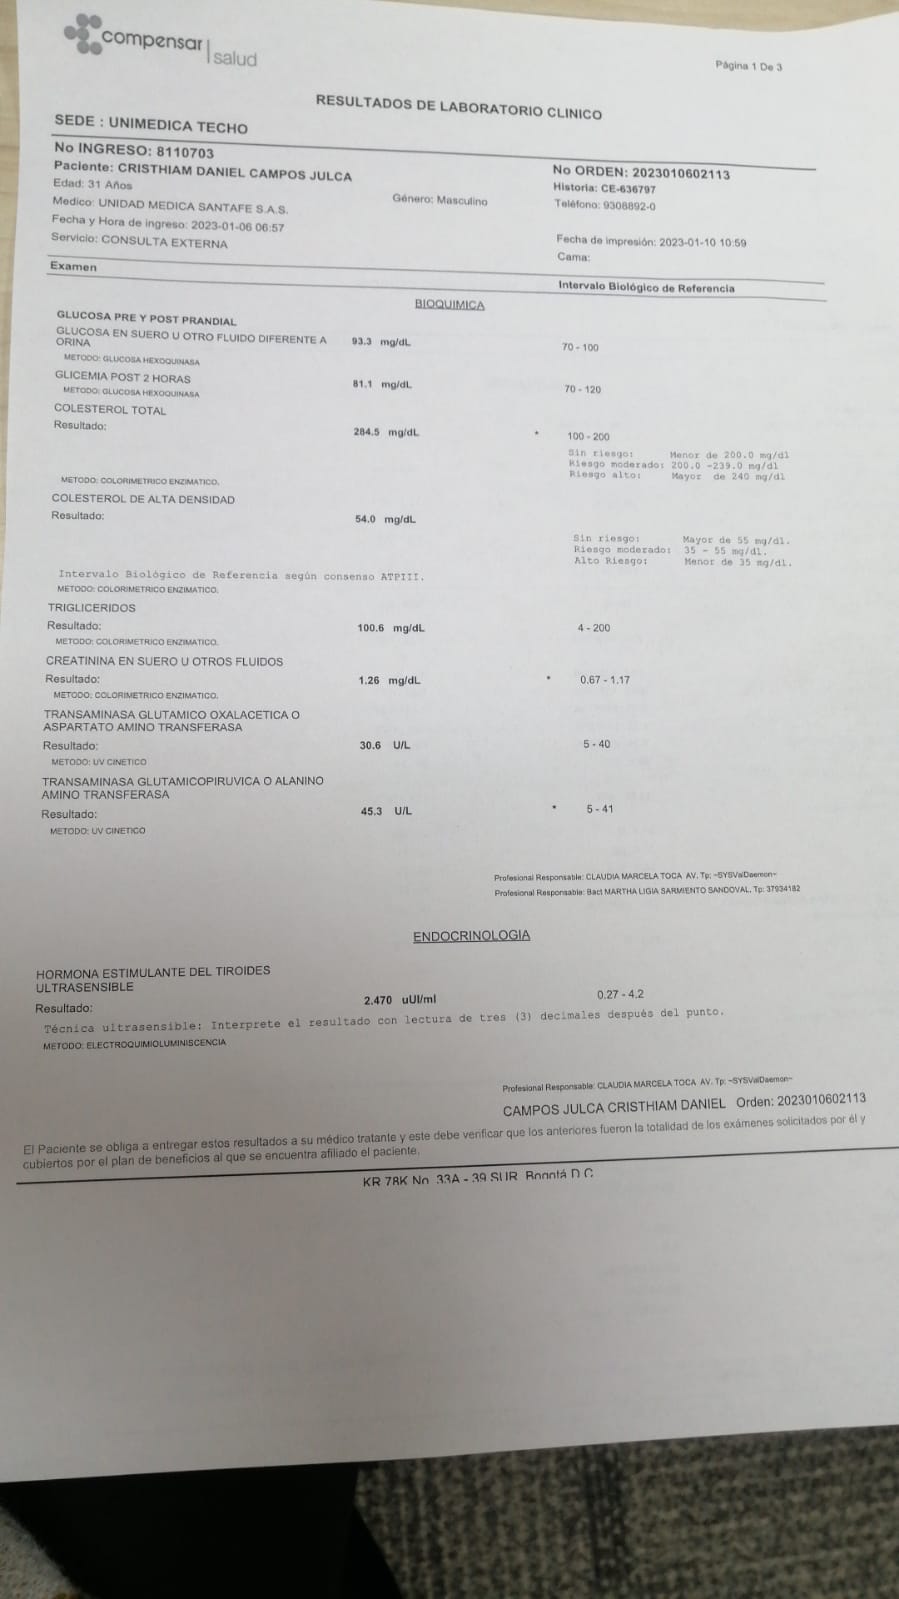 compensar salud
Página 1 De 3
RESULTADOS DE LABORATORIO CLINICO
SEDE : UNIMEDICA TECHO
No INGRESO: 8110703
No ORDEN: 2023010602113
Paciente: CRISTHIAM DANIEL CAMPOS JULCA
Historia: CE-636797
Edad: 31 Años
Género: Masculino
Teléfono: 9308892-0
Medico: UNIDAD MEDICA SANTAFE S.A.S.
Fecha y Hora de ingreso: 2023-01-06 06:57
Fecha de impresión: 2023-01-10 10:59
Servicio: CONSULTA EXTERNA
Cama:
Examen
Intervalo Biológico de Referencia
BIOQUIMICA
GLUCOSA PRE Y POST PRANDIAL
GLUCOSA EN SUERO U OTRO FLUIDO DIFERENTE A
ORINA
93.3 mg/dL
70 - 100
METODO: GLUCOSA HEXOQUINASA
GLICEMIA POST 2 HORAS
81.1 mg/dL
70 - 120
METODO: GLUCOSA HEXOQUINASA
COLESTEROL TOTAL
Resultado: 284.5 mg/dL * 100 - 200
Sin riesgo: Menor de 200.0 mg/dl
Riesgo moderado: 200.0 -239.0 mg/dl
Riesgo alto: Mayor de 240 mg/dl
METODO: COLORIMETRICO ENZIMATICO.
COLESTEROL DE ALTA DENSIDAD
Resultado: 54.0 mg/dL
Sin riesgo: Mayor de 55 mg/dl.
Riesgo moderado: 35 - 55 mg/dl.
Alto Riesgo: Menor de 35 mg/dl.
Intervalo Biológico de Referencia según consenso ATPIII.
METODO: COLORIMETRICO ENZIMATICO.
TRIGLICERIDOS
Resultado: 100.6 mg/dL 4 - 200
METODO: COLORIMETRICO ENZIMATICO.
CREATININA EN SUERO U OTROS FLUIDOS
Resultado: 1.26 mg/dL * 0.67 - 1.17
METODO: COLORIMETRICO ENZIMATICO.
TRANSAMINASA GLUTAMICO OXALACETICA O
ASPARTATO AMINO TRANSFERASA
Resultado: 30.6 U/L 5 - 40
METODO: UV CINETICO
TRANSAMINASA GLUTAMICOPIRUVICA O ALANINO
AMINO TRANSFERASA
Resultado: 45.3 U/L * 5 - 41
METODO: UV CINETICO
Profesional Responsable: CLAUDIA MARCELA TOCA AV. Tp: ~SYSValDaemon~
Profesional Responsable: Bact MARTHA LIGIA SARMIENTO SANDOVAL. Tp: 37934182
ENDOCRINOLOGIA
HORMONA ESTIMULANTE DEL TIROIDES
ULTRASENSIBLE
Resultado: 2.470 uUI/ml 0.27 - 4.2
Técnica ultrasensible: Interprete el resultado con lectura de tres (3) decimales después del punto.
METODO: ELECTROQUIMIOLUMINISCENCIA
Profesional Responsable: CLAUDIA MARCELA TOCA AV. Tp: ~SYSValDaemon~
CAMPOS JULCA CRISTHIAM DANIEL Orden: 2023010602113
El Paciente se obliga a entregar estos resultados a su médico tratante y este debe verificar que los anteriores fueron la totalidad de los exámenes solicitados por él y
cubiertos por el plan de beneficios al que se encuentra afiliado el paciente.
KR 78K No. 33A - 39 SUR Bogotá D.C